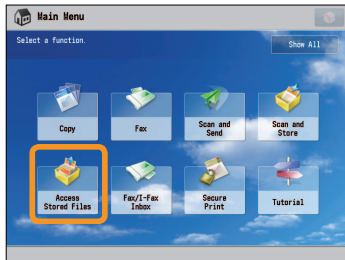 Main Menu
Select a function.
Show All
Copy
Fax
Scan and
Send
Scan and
Store
Access
Stored Files
Fax/I-Fax
Inbox
Secure
Print
Tutorial